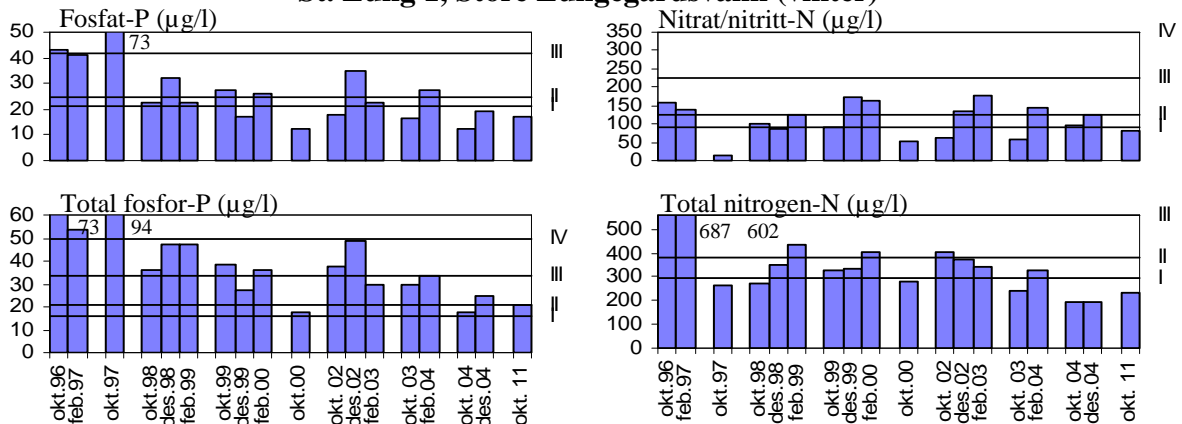 Fosfat-P (µg/l)
50
40
30
20
10
0
73
III
II
I
Nitrat/nitritt-N (µg/l)
350
300
250
200
150
100
50
0
IV
III
II
I
Total fosfor-P (µg/l)
60
50
40
30
20
10
0
73
94
IV
III
II
I
okt.96
feb.97
okt.97
okt.98
des.98
feb.99
okt.99
des.99
feb.00
okt.00
okt. 02
des.02
feb.03
okt. 03
feb.04
okt. 04
des.04
okt. 11
Total nitrogen-N (µg/l)
500
400
300
200
100
0
687 602
III
II
I
okt.96
feb.97
okt.97
okt.98
des.98
feb.99
okt.99
des.99
feb.00
okt.00
okt. 02
des.02
feb.03
okt. 03
feb.04
okt. 04
des.04
okt. 11